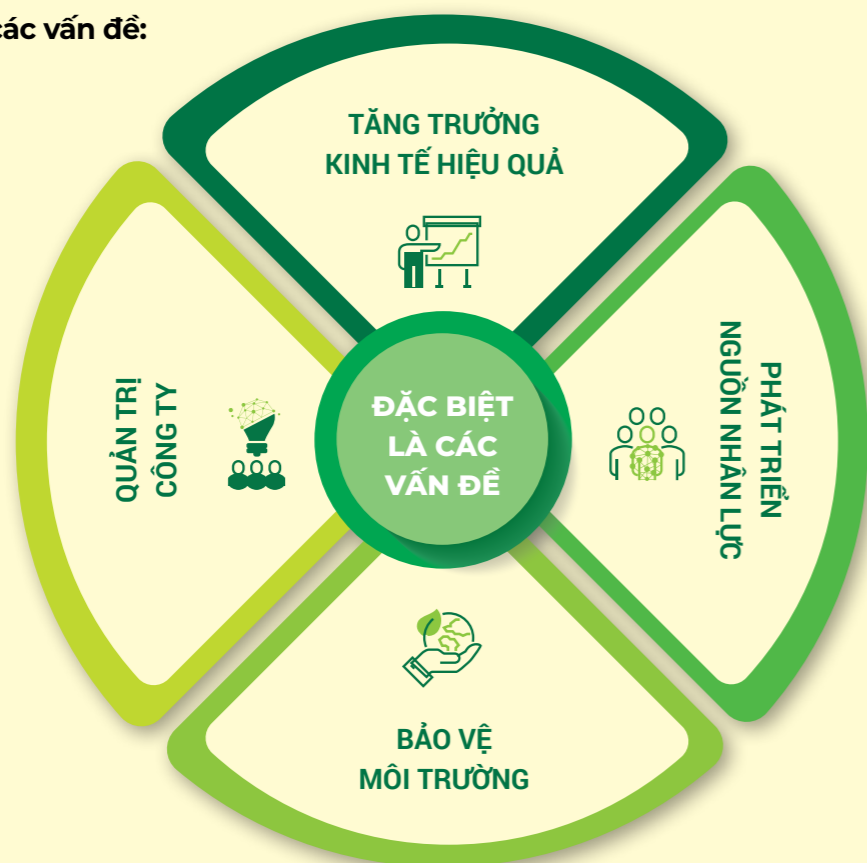 các vấn đề:
TĂNG TRƯỞNG
KINH TẾ HIỆU QUẢ
PHÁT TRIỂN
NGUỒN NHÂN LỰC
ĐẶC BIỆT
LÀ CÁC
VẤN ĐỀ
QUẢN TRỊ
CÔNG TY
BẢO VỆ
MÔI TRƯỜNG